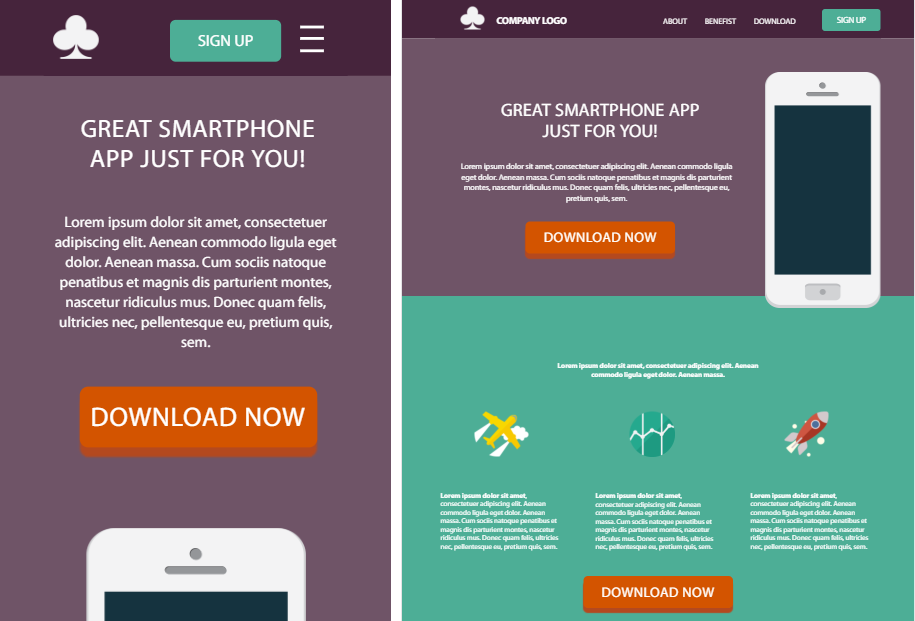 SIGN UP
GREAT SMARTPHONE
APP JUST FOR YOU!
Lorem ipsum dolor sit amet, consectetuer
adipiscing elit. Aenean commodo ligula eget
dolor. Aenean massa. Cum sociis natoque
penatibus et magnis dis parturient montes,
nascetur ridiculus mus. Donec quam felis,
ultricies nec, pellentesque eu, pretium quis,
sem.
DOWNLOAD NOW
COMPANY LOGO
ABOUT
BENEFIST
DOWNLOAD
SIGN UP
GREAT SMARTPHONE APP
JUST FOR YOU!
Lorem ipsum dolor sit amet, consectetuer adipiscing elit. Aenean commodo ligula
eget dolor. Aenean massa. Cum sociis natoque penatibus et magnis dis parturient
montes, nascetur ridiculus mus. Donec quam felis, ultricies nec, pellentesque eu,
pretium quis, sem.
DOWNLOAD NOW
Lorem ipsum dolor sit amet, consectetuer adipiscing elit. Aenean
commodo ligula eget dolor. Aenean massa.
Lorem ipsum dolor sit amet,
consectetuer adipiscing elit. Aenean
commodo ligula eget dolor. Aenean
massa. Cum sociis natoque penatibus et
magnis dis parturient montes, nascetur
ridiculus mus. Donec quam felis, ultricies
nec, pellentesque eu, pretium quis, sem.
Lorem ipsum dolor sit amet,
consectetuer adipiscing elit. Aenean
commodo ligula eget dolor. Aenean
massa. Cum sociis natoque penatibus et
magnis dis parturient montes, nascetur
ridiculus mus. Donec quam felis, ultricies
nec, pellentesque eu, pretium quis, sem.
Lorem ipsum dolor sit amet,
consectetuer adipiscing elit. Aenean
commodo ligula eget dolor. Aenean
massa. Cum sociis natoque penatibus et
magnis dis parturient montes, nascetur
ridiculus mus. Donec quam felis, ultricies
nec, pellentesque eu, pretium quis, sem.
DOWNLOAD NOW